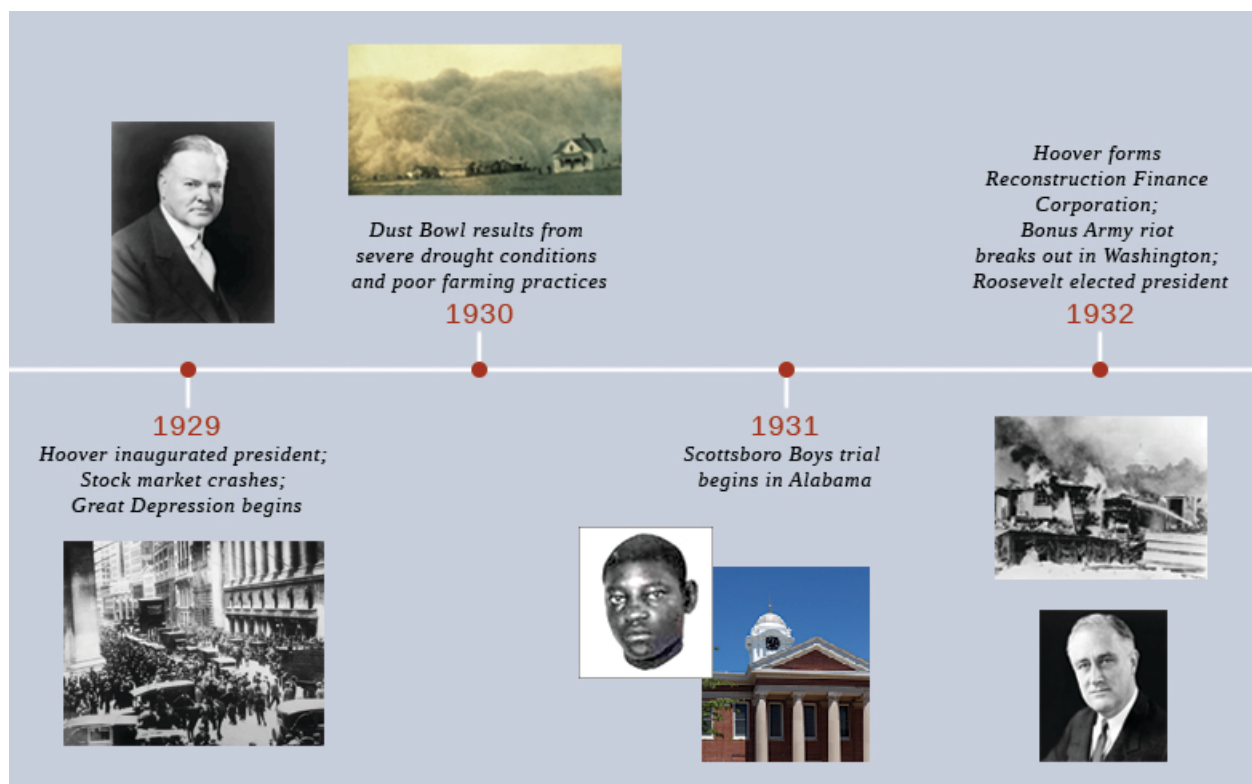 1929
Hoover inaugurated president;
Stock market crashes;
Great Depression begins
Dust Bowl results from
severe drought conditions
and poor farming practices
1930
1931
Scottsboro Boys trial
begins in Alabama
Hoover forms
Reconstruction Finance
Corporation;
Bonus Army riot
breaks out in Washington;
Roosevelt elected president
1932